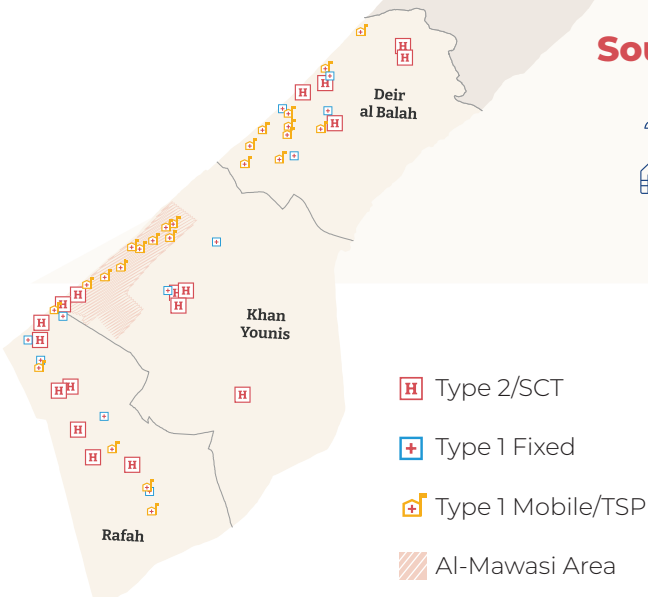 Sou
Deir
al Balah
Khan
Younis
Rafah
H Type 2/SCT
Type 1 Fixed
Type 1 Mobile/TSP
Al-Mawasi Area